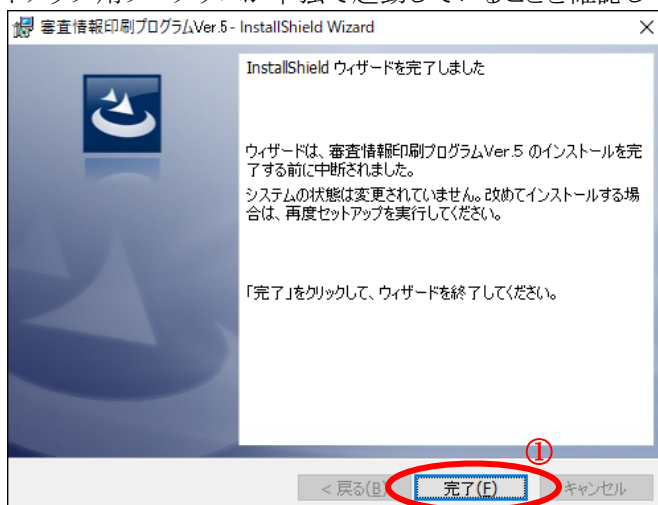 審査情報印刷プログラムVer.5 - InstallShield Wizard
InstallShield ウィザードを完了しました
ウィザードは、審査情報印刷プログラムVer.5 のインストールを完
了する前に中断されました。
システムの状態は変更されていません。改めてインストールする場
合は、再度セットアップを実行してください。
「完了」をクリックして、ウィザードを終了してください。
①
< 戻る(B)
完了(F)
キャンセル